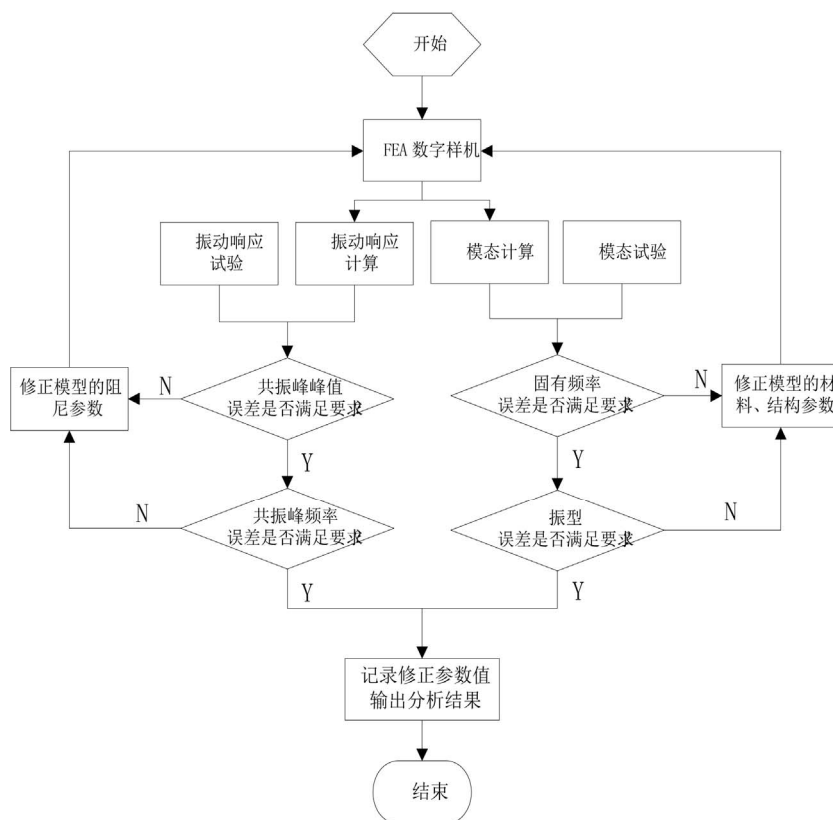 开始
FEA 数字样机
振动响应
试验
振动响应
计算
模态计算
模态试验
修正模型的阻
尼参数
N
共振峰峰值
误差是否满足要求
固有频率
误差是否满足要求
N
修正模型的材
料、结构参数
Y
Y
N
共振峰频率
误差是否满足要求
振型
误差是否满足要求
N
Y
Y
记录修正参数值
输出分析结果
结束